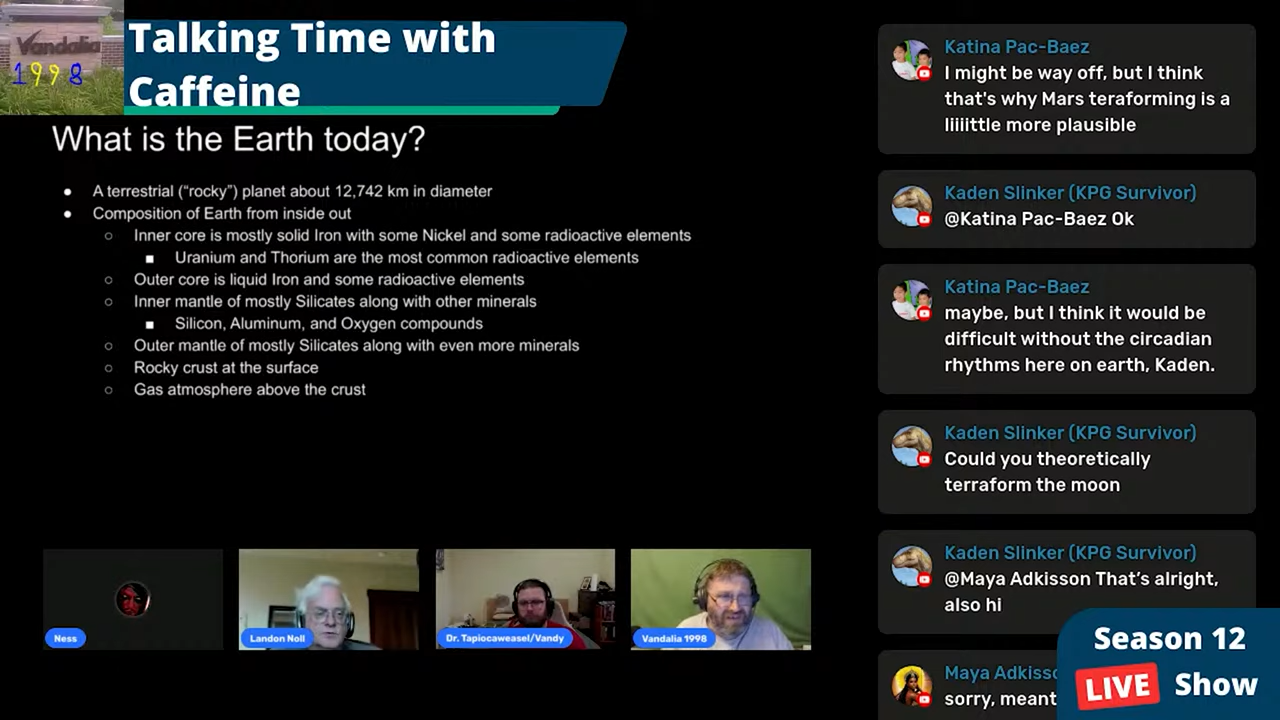 Vandalia
1998
Talking Time with
Caffeine
What is the Earth today?
● A terrestrial (“rocky”) planet about 12,742 km in diameter
● Composition of Earth from inside out
○ Inner core is mostly solid Iron with some Nickel and some radioactive elements
■ Uranium and Thorium are the most common radioactive elements
○ Outer core is liquid Iron and some radioactive elements
○ Inner mantle of mostly Silicates along with other minerals
■ Silicon, Aluminum, and Oxygen compounds
○ Outer mantle of mostly Silicates along with even more minerals
○ Rocky crust at the surface
○ Gas atmosphere above the crust
Ness
Landon Noll
Dr. Tapiocaweasel/Vandy
Vandalia 1998
Katina Pac-Baez
I might be way off, but I think
that's why Mars teraforming is a
liiiittle more plausible
Kaden Slinker (KPG Survivor)
@Katina Pac-Baez Ok
Katina Pac-Baez
maybe, but I think it would be
difficult without the circadian
rhythms here on earth, Kaden.
Kaden Slinker (KPG Survivor)
Could you theoretically
terraform the moon
Kaden Slinker (KPG Survivor)
@Maya Adkisson That’s alright,
also hi
Maya Adkisso
sorry, meant
Season 12
LIVE Show